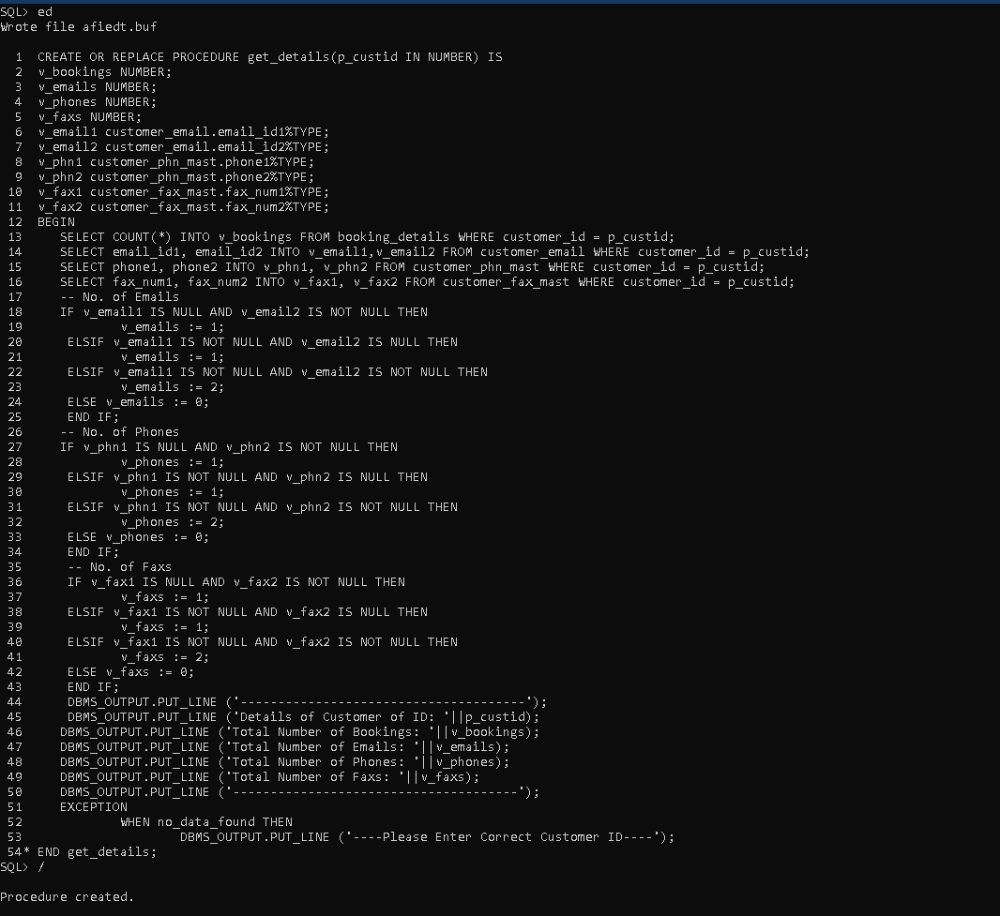 SQL> ed
Wrote file afiedt.buf
1 CREATE OR REPLACE PROCEDURE get_details(p_custid IN NUMBER) IS
2 v_bookings NUMBER;
3 v_emails NUMBER;
4 v_phones NUMBER;
5 v_faxs NUMBER;
6 v_email1 customer_email.email_id1%TYPE;
7 v_email2 customer_email.email_id2%TYPE;
8 v_phn1 customer_phn_mast.phone1%TYPE;
9 v_phn2 customer_phn_mast.phone2%TYPE;
10 v_fax1 customer_fax_mast.fax_num1%TYPE;
11 v_fax2 customer_fax_mast.fax_num2%TYPE;
12 BEGIN
13 SELECT COUNT(*) INTO v_bookings FROM booking_details WHERE customer_id = p_custid;
14 SELECT email_id1, email_id2 INTO v_email1,v_email2 FROM customer_email WHERE customer_id = p_custid;
15 SELECT phone1, phone2 INTO v_phn1, v_phn2 FROM customer_phn_mast WHERE customer_id = p_custid;
16 SELECT fax_num1, fax_num2 INTO v_fax1, v_fax2 FROM customer_fax_mast WHERE customer_id = p_custid;
17 -- No. of Emails
18 IF v_email1 IS NULL AND v_email2 IS NOT NULL THEN
19 v_emails := 1;
20 ELSIF v_email1 IS NOT NULL AND v_email2 IS NULL THEN
21 v_emails := 1;
22 ELSIF v_email1 IS NOT NULL AND v_email2 IS NOT NULL THEN
23 v_emails := 2;
24 ELSE v_emails := 0;
25 END IF;
26 -- No. of Phones
27 IF v_phn1 IS NULL AND v_phn2 IS NOT NULL THEN
28 v_phones := 1;
29 ELSIF v_phn1 IS NOT NULL AND v_phn2 IS NULL THEN
30 v_phones := 1;
31 ELSIF v_phn1 IS NOT NULL AND v_phn2 IS NOT NULL THEN
32 v_phones := 2;
33 ELSE v_phones := 0;
34 END IF;
35 -- No. of Faxs
36 IF v_fax1 IS NULL AND v_fax2 IS NOT NULL THEN
37 v_faxs := 1;
38 ELSIF v_fax1 IS NOT NULL AND v_fax2 IS NULL THEN
39 v_faxs := 1;
40 ELSIF v_fax1 IS NOT NULL AND v_fax2 IS NOT NULL THEN
41 v_faxs := 2;
42 ELSE v_faxs := 0;
43 END IF;
44 DBMS_OUTPUT.PUT_LINE ('--------------------------------------');
45 DBMS_OUTPUT.PUT_LINE ('Details of Customer of ID: '||p_custid);
46 DBMS_OUTPUT.PUT_LINE ('Total Number of Bookings: '||v_bookings);
47 DBMS_OUTPUT.PUT_LINE ('Total Number of Emails: '||v_emails);
48 DBMS_OUTPUT.PUT_LINE ('Total Number of Phones: '||v_phones);
49 DBMS_OUTPUT.PUT_LINE ('Total Number of Faxs: '||v_faxs);
50 DBMS_OUTPUT.PUT_LINE ('--------------------------------------');
51 EXCEPTION
52 WHEN no_data_found THEN
53 DBMS_OUTPUT.PUT_LINE ('----Please Enter Correct Customer ID----');
54* END get_details;
SQL> /
Procedure created.